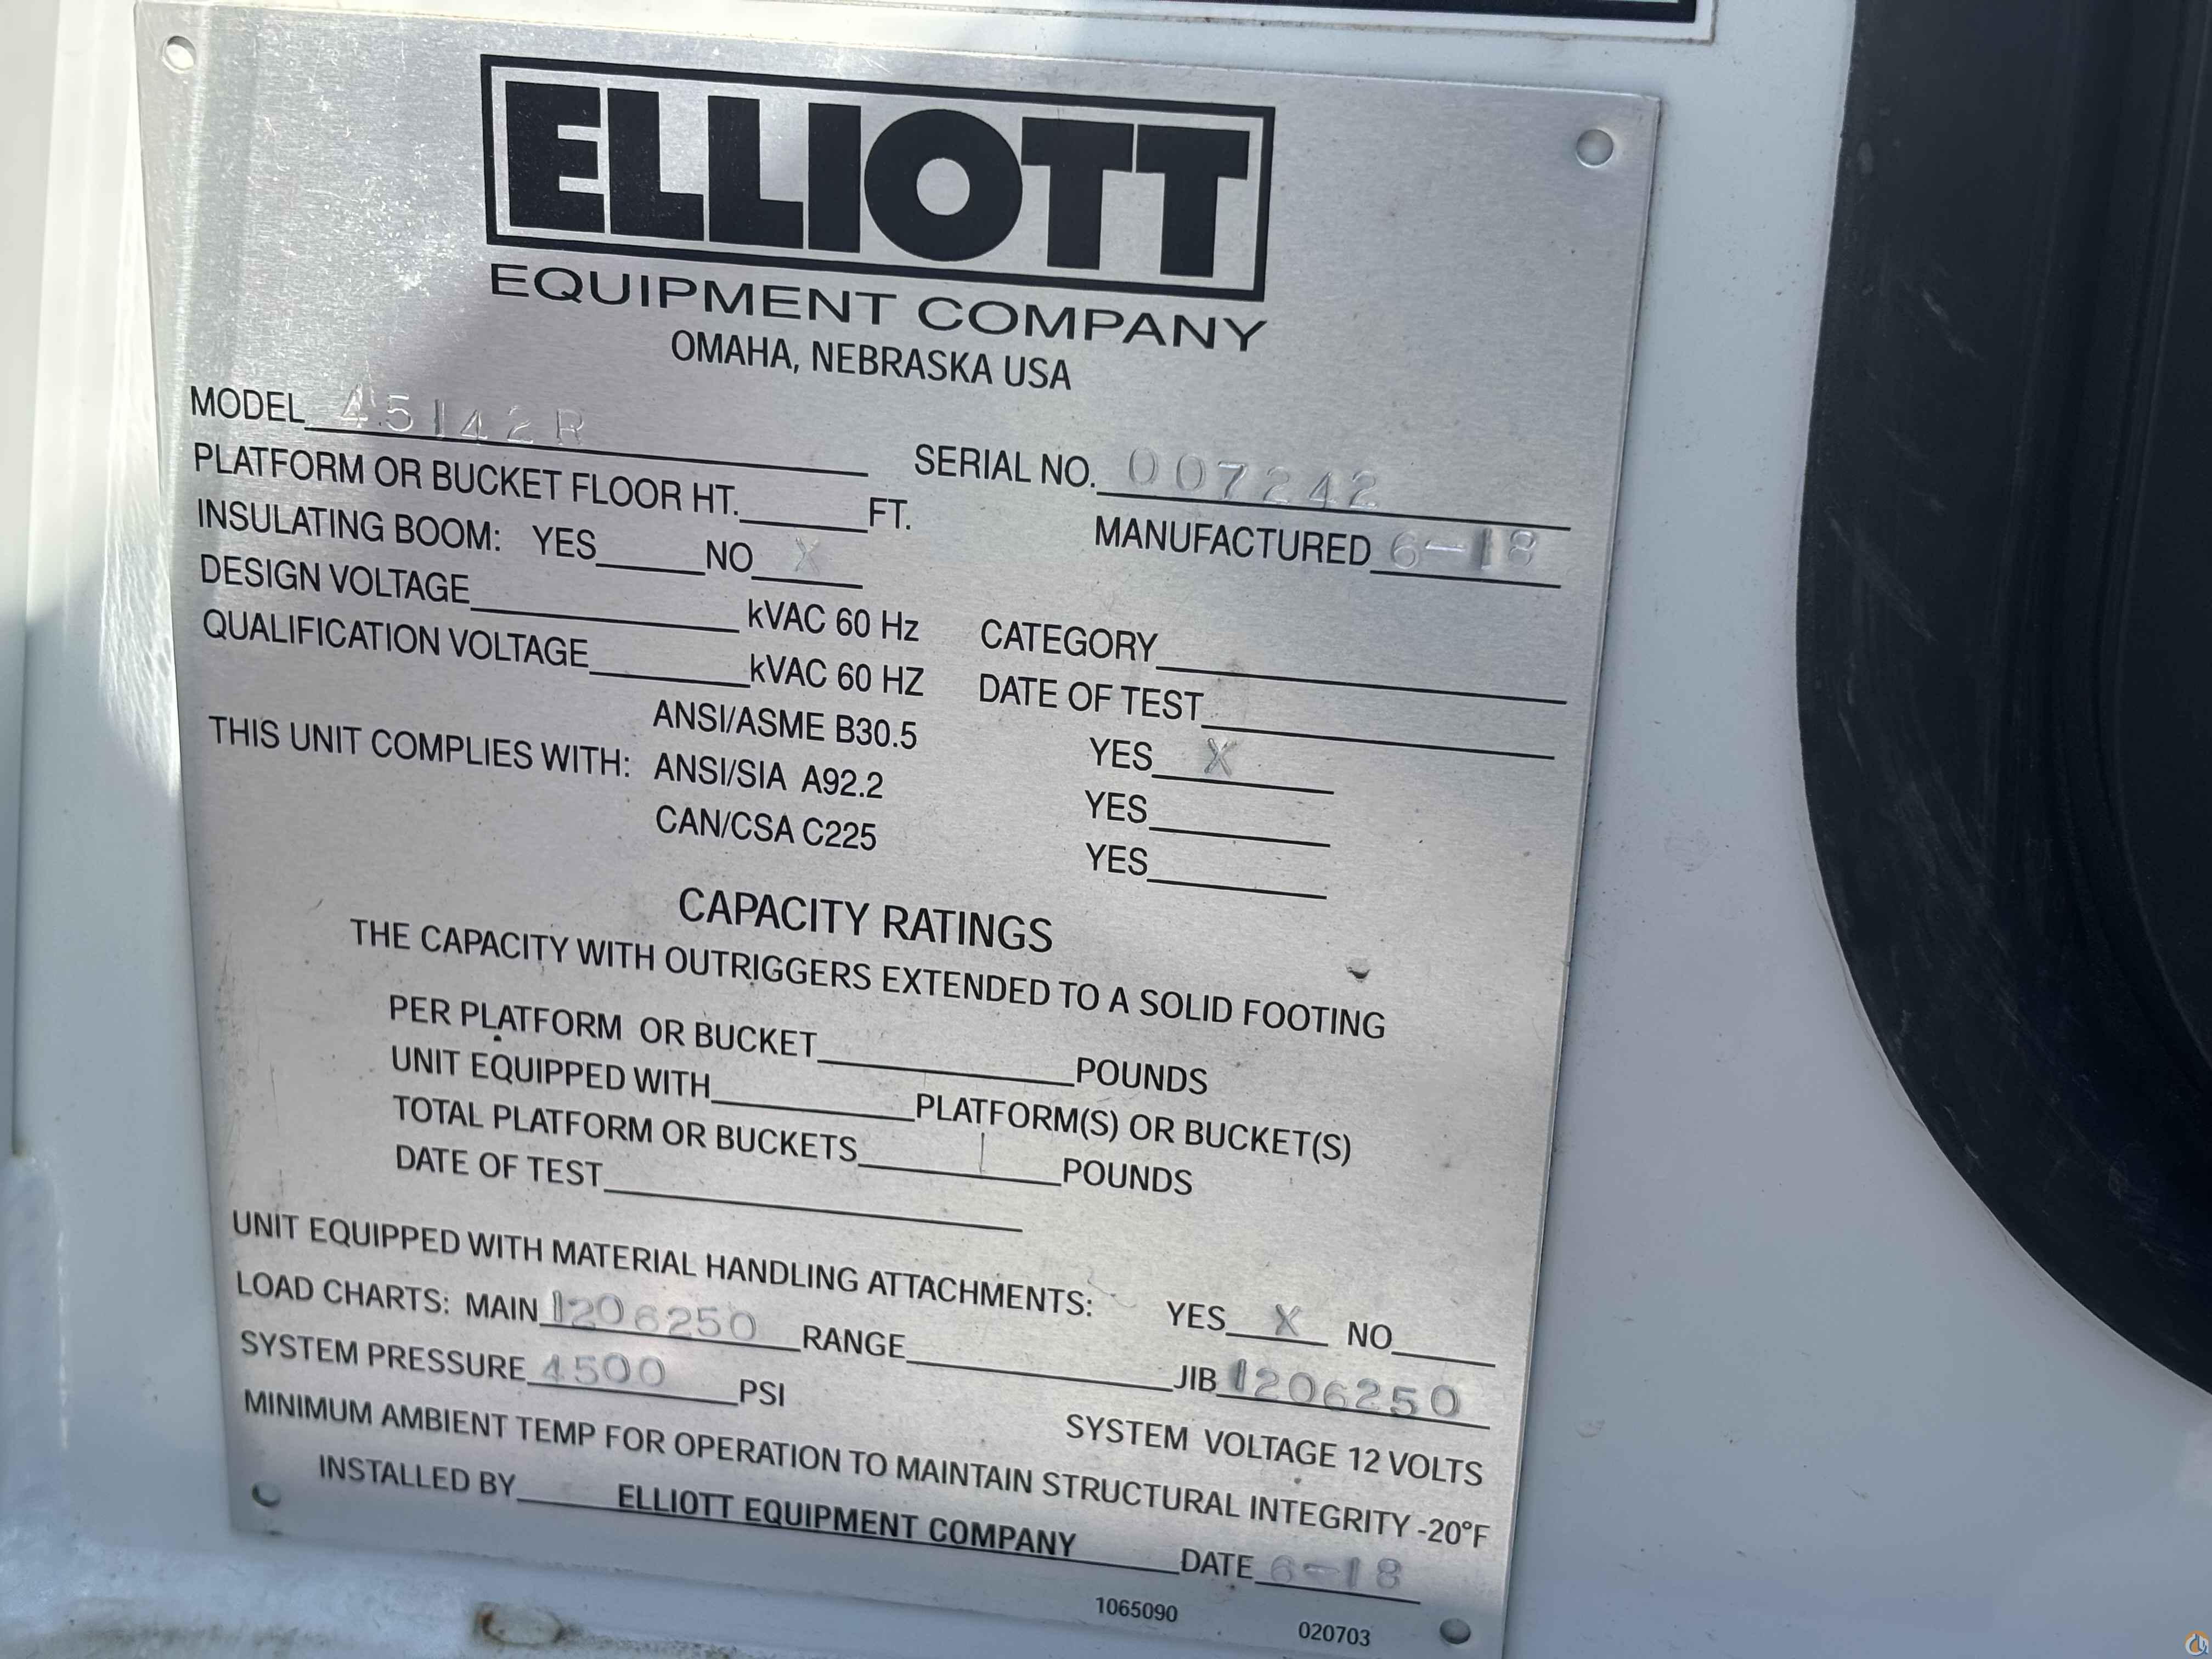 ELLIOTT
EQUIPMENT COMPANY
OMAHA, NEBRASKA USA
MODEL 45142R SERIAL NO. 007242
PLATFORM OR BUCKET FLOOR HT. FT. MANUFACTURED 6-18
INSULATING BOOM: YES NO X
DESIGN VOLTAGE kVAC 60 Hz CATEGORY
QUALIFICATION VOLTAGE kVAC 60 HZ DATE OF TEST
ANSI/ASME B30.5 YES X
THIS UNIT COMPLIES WITH: ANSI/SIA A92.2 YES
CAN/CSA C225 YES
CAPACITY RATINGS
THE CAPACITY WITH OUTRIGGERS EXTENDED TO A SOLID FOOTING
PER PLATFORM OR BUCKET POUNDS
UNIT EQUIPPED WITH PLATFORM(S) OR BUCKET(S)
TOTAL PLATFORM OR BUCKETS POUNDS
DATE OF TEST
UNIT EQUIPPED WITH MATERIAL HANDLING ATTACHMENTS: YES X NO
LOAD CHARTS: MAIN 1206250 RANGE JIB 1206250
SYSTEM PRESSURE 4500 PSI SYSTEM VOLTAGE 12 VOLTS
MINIMUM AMBIENT TEMP FOR OPERATION TO MAINTAIN STRUCTURAL INTEGRITY -20°F
INSTALLED BY ELLIOTT EQUIPMENT COMPANY DATE 6-18
1065090 020703